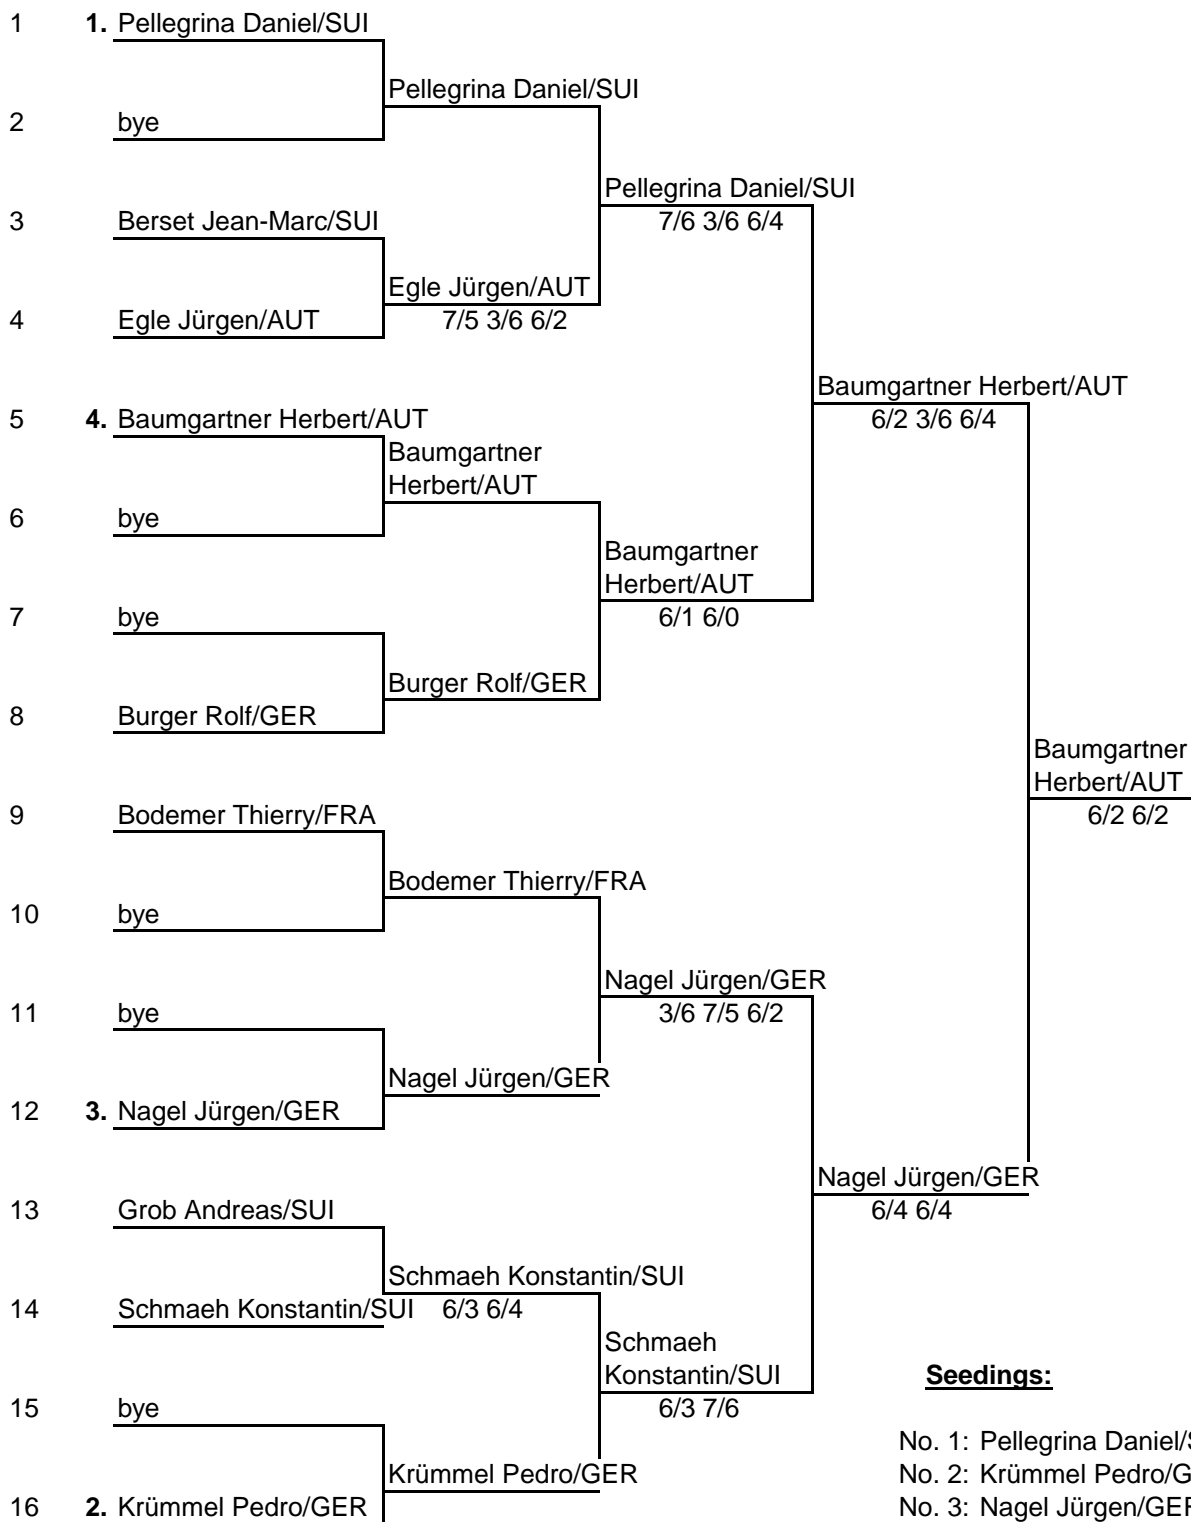 1 1. Pellegrina Daniel/SUI
Pellegrina Daniel/SUI
2 bye
Pellegrina Daniel/SUI
3 Berset Jean-Marc/SUI 7/6 3/6 6/4
Egle Jürgen/AUT
4 Egle Jürgen/AUT 7/5 3/6 6/2
Baumgartner Herbert/AUT
5 4. Baumgartner Herbert/AUT 6/2 3/6 6/4
Baumgartner
Herbert/AUT
6 bye
Baumgartner
Herbert/AUT
7 bye 6/1 6/0
Burger Rolf/GER
8 Burger Rolf/GER
Baumgartner
Herbert/AUT
9 Bodemer Thierry/FRA 6/2 6/2
Bodemer Thierry/FRA
10 bye
Nagel Jürgen/GER
11 bye 3/6 7/5 6/2
Nagel Jürgen/GER
12 3. Nagel Jürgen/GER
Nagel Jürgen/GER
13 Grob Andreas/SUI 6/4 6/4
Schmaeh Konstantin/SUI
14 Schmaeh Konstantin/SUI 6/3 6/4
Schmaeh
Konstantin/SUI Seedings:
15 bye 6/3 7/6
No. 1: Pellegrina Daniel/
Krümmel Pedro/GER No. 2: Krümmel Pedro/G
16 2. Krümmel Pedro/GER No. 3: Nagel Jürgen/GER